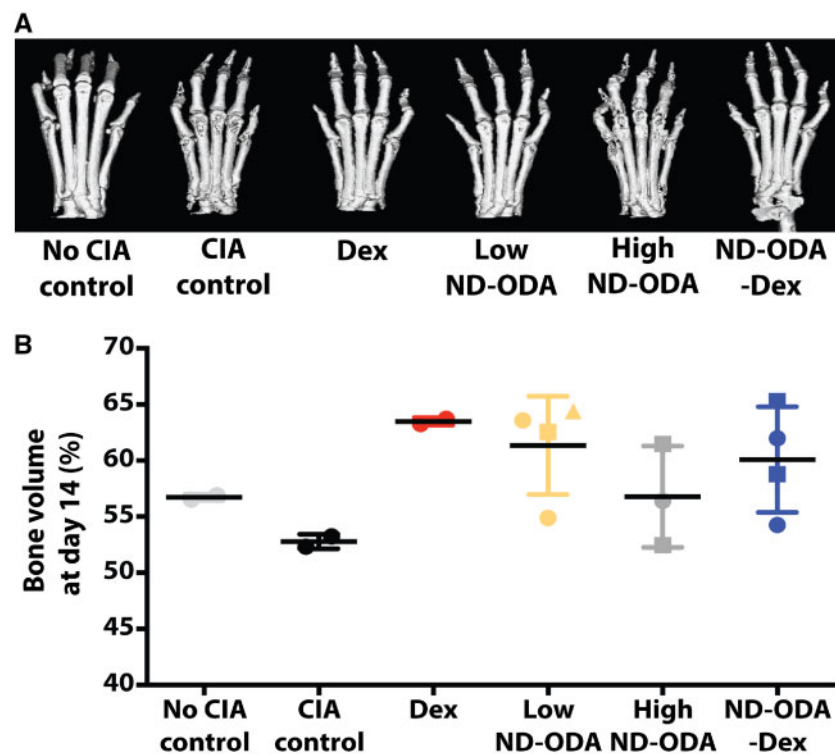 A
No CIA
control
CIA
control
Dex
Low
ND-ODA
High
ND-ODA
ND-ODA
-Dex
B
Bone volume
at day 14 (%)
70
65
60
55
50
45
40
No CIA
control
CIA
control
Dex
Low
ND-ODA
High
ND-ODA
ND-ODA
-Dex